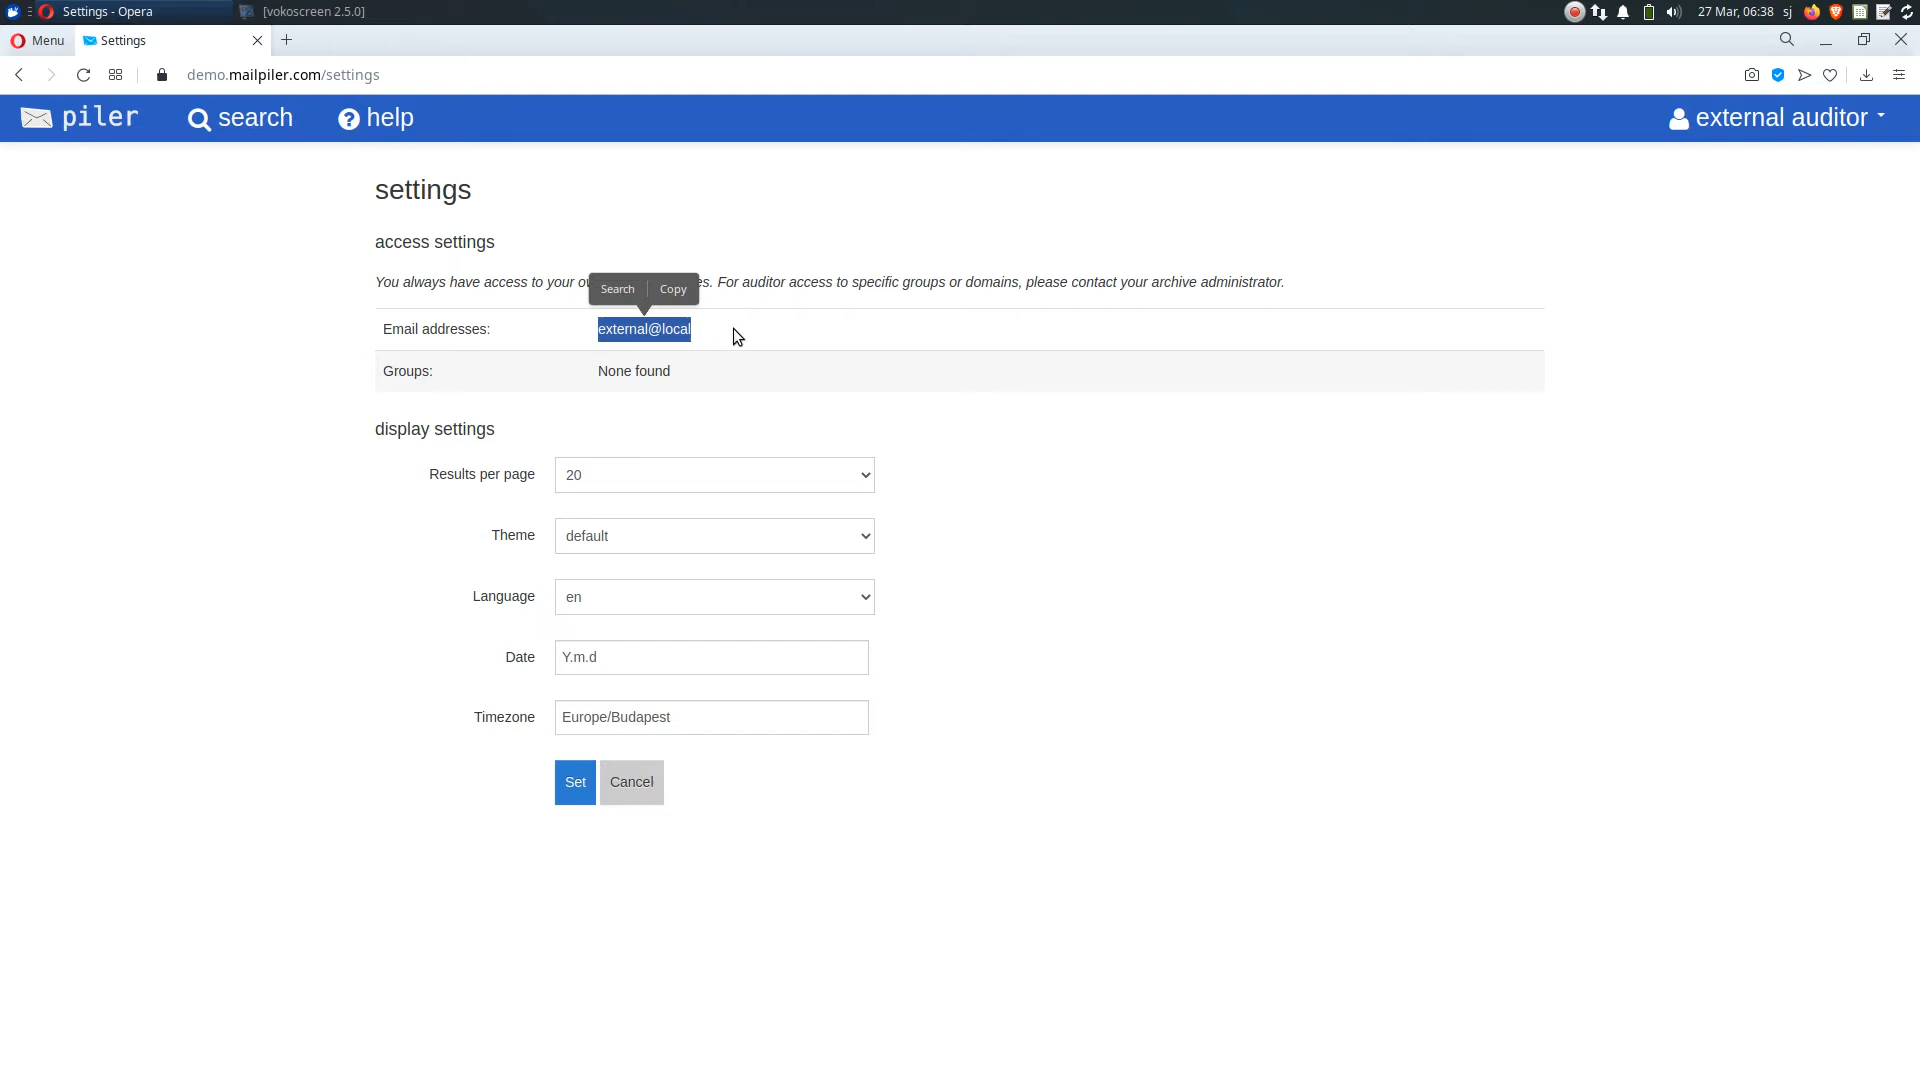 Settings - Opera
[vokoscreen 2.5.0]
27 Mar, 06:38 sj
Menu
Settings
demo.mailpiler.com/settings
piler
search
help
external auditor
settings
access settings
You always have access to your o
s. For auditor access to specific groups or domains, please contact your archive administrator.
Search
Copy
Email addresses:
external@local
Groups:
None found
display settings
Results per page
20
Theme
default
Language
en
Date
Y.m.d
Timezone
Europe/Budapest
Set
Cancel